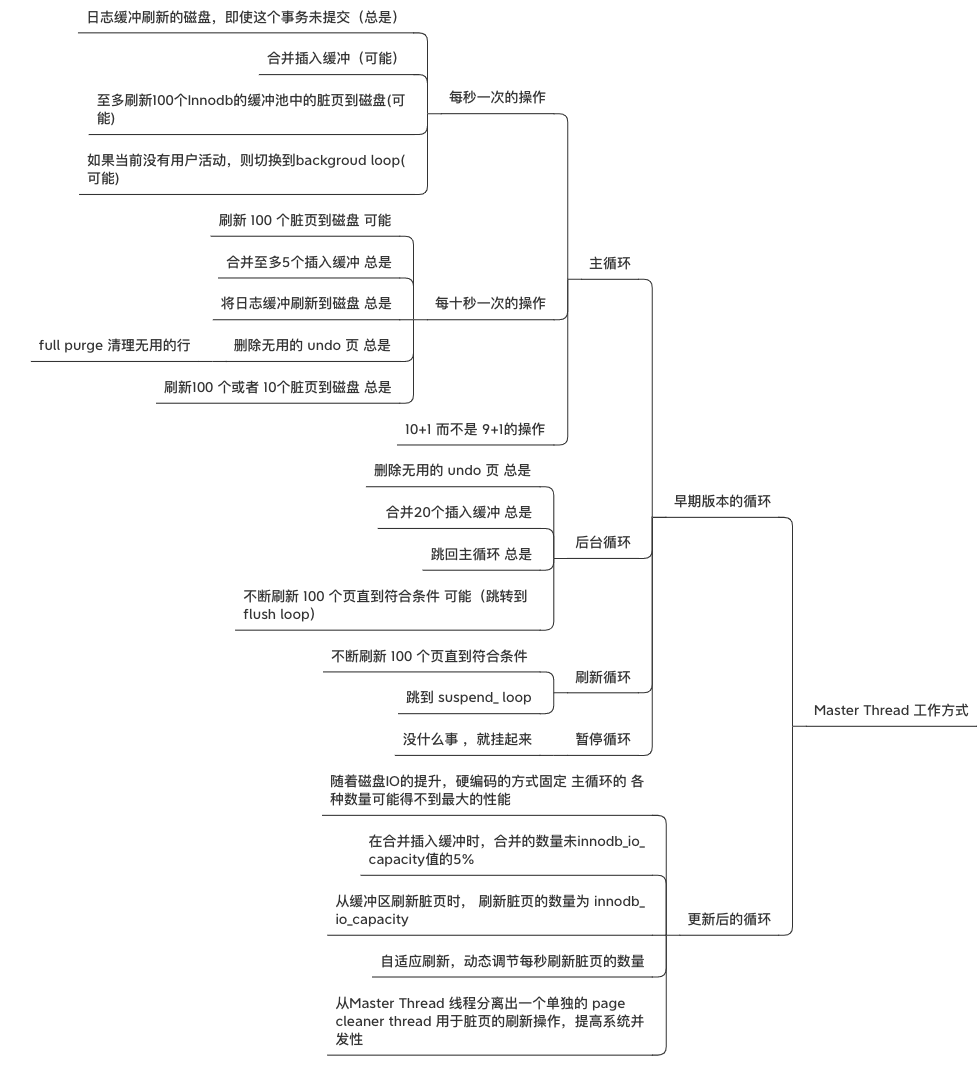 日志缓冲刷新的磁盘，即使这个事务未提交（总是）
合并插入缓冲（可能）
至多刷新100个Innodb的缓冲池中的脏页到磁盘(可
能)
每秒一次的操作
如果当前没有用户活动，则切换到backgroud loop(
可能)
刷新 100 个脏页到磁盘 可能
合并至多5个插入缓冲 总是
主循环
将日志缓冲刷新到磁盘 总是
每十秒一次的操作
full purge 清理无用的行
删除无用的 undo 页 总是
刷新100 个或者 10个脏页到磁盘 总是
10+1 而不是 9+1的操作
删除无用的 undo 页 总是
早期版本的循环
合并20个插入缓冲 总是
后台循环
跳回主循环 总是
不断刷新 100 个页直到符合条件 可能（跳转到
flush loop）
不断刷新 100 个页直到符合条件
刷新循环
跳到 suspend_ loop
Master Thread 工作方式
没什么事 ，就挂起来
暂停循环
随着磁盘IO的提升，硬编码的方式固定 主循环的 各
种数量可能得不到最大的性能
在合并插入缓冲时，合并的数量未innodb_io_
capacity值的5%
从缓冲区刷新脏页时， 刷新脏页的数量为 innodb_
io_capacity
更新后的循环
自适应刷新，动态调节每秒刷新脏页的数量
从Master Thread 线程分离出一个单独的 page
cleaner thread 用于脏页的刷新操作，提高系统并
发性